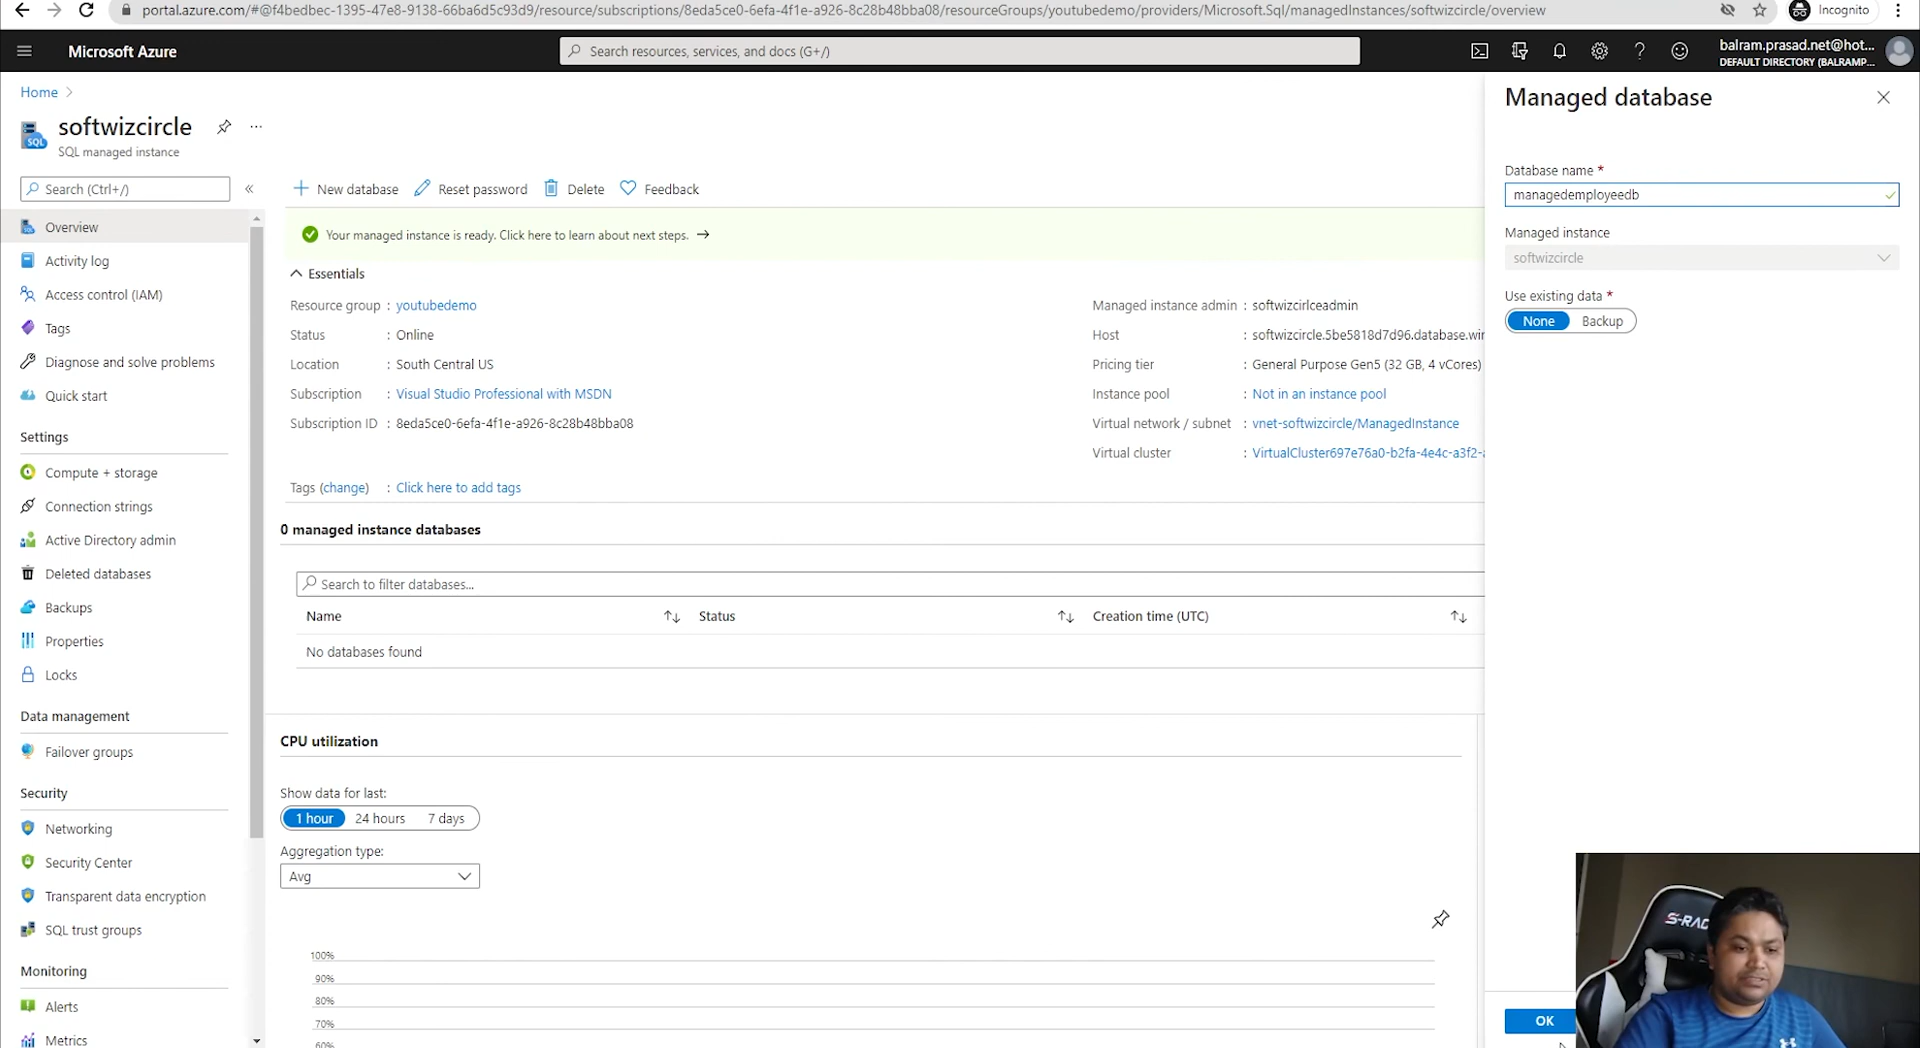 portal.azure.com/#@f4bedbec-1395-47e8-9138-66ba6d5c93d9/resource/subscriptions/8eda5ce0-6efa-4f1e-a926-8c28b48bba08/resourceGroups/youtubedemo/providers/Microsoft.Sql/managedInstances/softwizcircle/overview
Incognito
Microsoft Azure
Search resources, services, and docs (G+/)
balram.prasad.net@hot...
DEFAULT DIRECTORY (BALRAMP...
Home
softwizcircle
SQL managed instance
SQL
Search (Ctrl+/)
Overview
Activity log
Access control (IAM)
Tags
Diagnose and solve problems
Quick start
Settings
Compute + storage
Connection strings
Active Directory admin
Deleted databases
Backups
Properties
Locks
Data management
Failover groups
Security
Networking
Security Center
Transparent data encryption
SQL trust groups
Monitoring
Alerts
Metrics
New database
Reset password
Delete
Feedback
Your managed instance is ready. Click here to learn about next steps. →
Essentials
Resource group : youtubedemo
Status : Online
Location : South Central US
Subscription : Visual Studio Professional with MSDN
Subscription ID : 8eda5ce0-6efa-4f1e-a926-8c28b48bba08
Tags (change) : Click here to add tags
Managed instance admin : softwizcirlceadmin
Host : softwizcircle.5be5818d7d96.database.wir
Pricing tier : General Purpose Gen5 (32 GB, 4 vCores)
Instance pool : Not in an instance pool
Virtual network / subnet : vnet-softwizcircle/ManagedInstance
Virtual cluster : VirtualCluster697e76a0-b2fa-4e4c-a3f2-
0 managed instance databases
Search to filter databases...
Name Status Creation time (UTC)
No databases found
CPU utilization
Show data for last:
1 hour 24 hours 7 days
Aggregation type:
Avg
100%
90%
80%
70%
60%
Managed database
Database name *
managedemployeedb
Managed instance
softwizcircle
Use existing data *
None Backup
OK
S-RAC